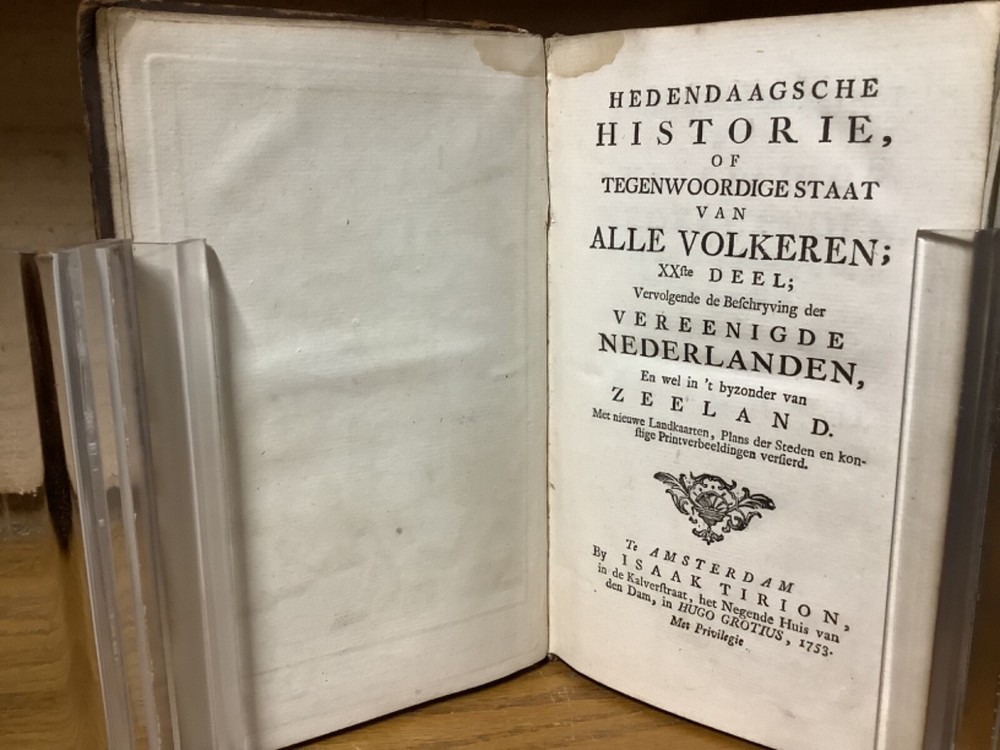 HEDENDAAGSCHE
HISTORIE,
OF
TEGENWOORDIGE STAAT
VAN
ALLE VOLKEREN;
XXſte DEEL;
Vervolgende de Beſchryving der
VEREENIGDE
NEDERLANDEN,
En wel in 't byzonder van
ZEELAND.
Met nieuwe Landkaarten, Plans der Steden en kon-
ſtige Printverbeeldingen verſierd.
Te AMSTERDAM
By ISAAK TIRION,
in de Kalverſtraat, het Negende Huis van
den Dam, in HUGO GROTIUS, 1753.
Met Privilegie